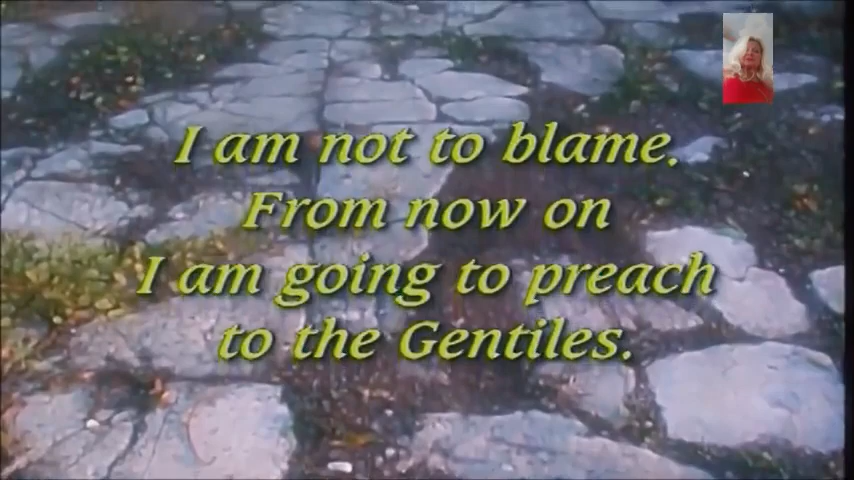 I am not to blame.
From now on
I am going to preach
to the Gentiles.